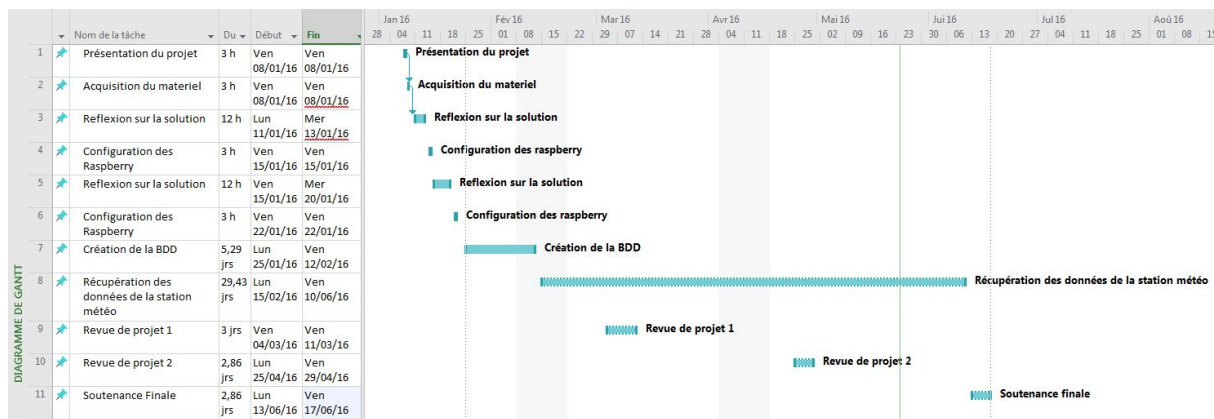 Jan 16 Fév 16 Mar 16 Avr 16 Mai 16 Jui 16 Jul 16 Aoû 16
Nom de la tâche Du Début Fin 28 04 11 18 25 01 08 15 22 29 07 14 21 28 04 11 18 25 02 09 16 23 30 06 13 20 27 04 11 18 25 01 08 15
1 Présentation du projet 3 h Ven Ven Présentation du projet
08/01/16 08/01/16
2 Acquisition du materiel 3 h Ven Ven Acquisition du materiel
08/01/16 08/01/16
3 Reflexion sur la solution 12 h Lun Mer Reflexion sur la solution
11/01/16 13/01/16
4 Configuration des 3 h Ven Ven Configuration des raspberry
Raspberry 15/01/16 15/01/16
5 Reflexion sur la solution 12 h Ven Mer Reflexion sur la solution
15/01/16 20/01/16
6 Configuration des 3 h Ven Ven Configuration des raspberry
Raspberry 22/01/16 22/01/16
7 Création de la BDD 5,29 Lun Ven Création de la BDD
jrs 25/01/16 12/02/16
8 Récupération des 29,43 Lun Ven Récupération des données de la station météo
données de la station jrs 15/02/16 10/06/16
météo
9 Revue de projet 1 3 jrs Ven Ven Revue de projet 1
04/03/16 11/03/16
10 Revue de projet 2 2,86 Lun Ven Revue de projet 2
jrs 25/04/16 29/04/16
11 Soutenance Finale 2,86 Lun Ven Soutenance finale
jrs 13/06/16 17/06/16
DIAGRAMME DE GANTT